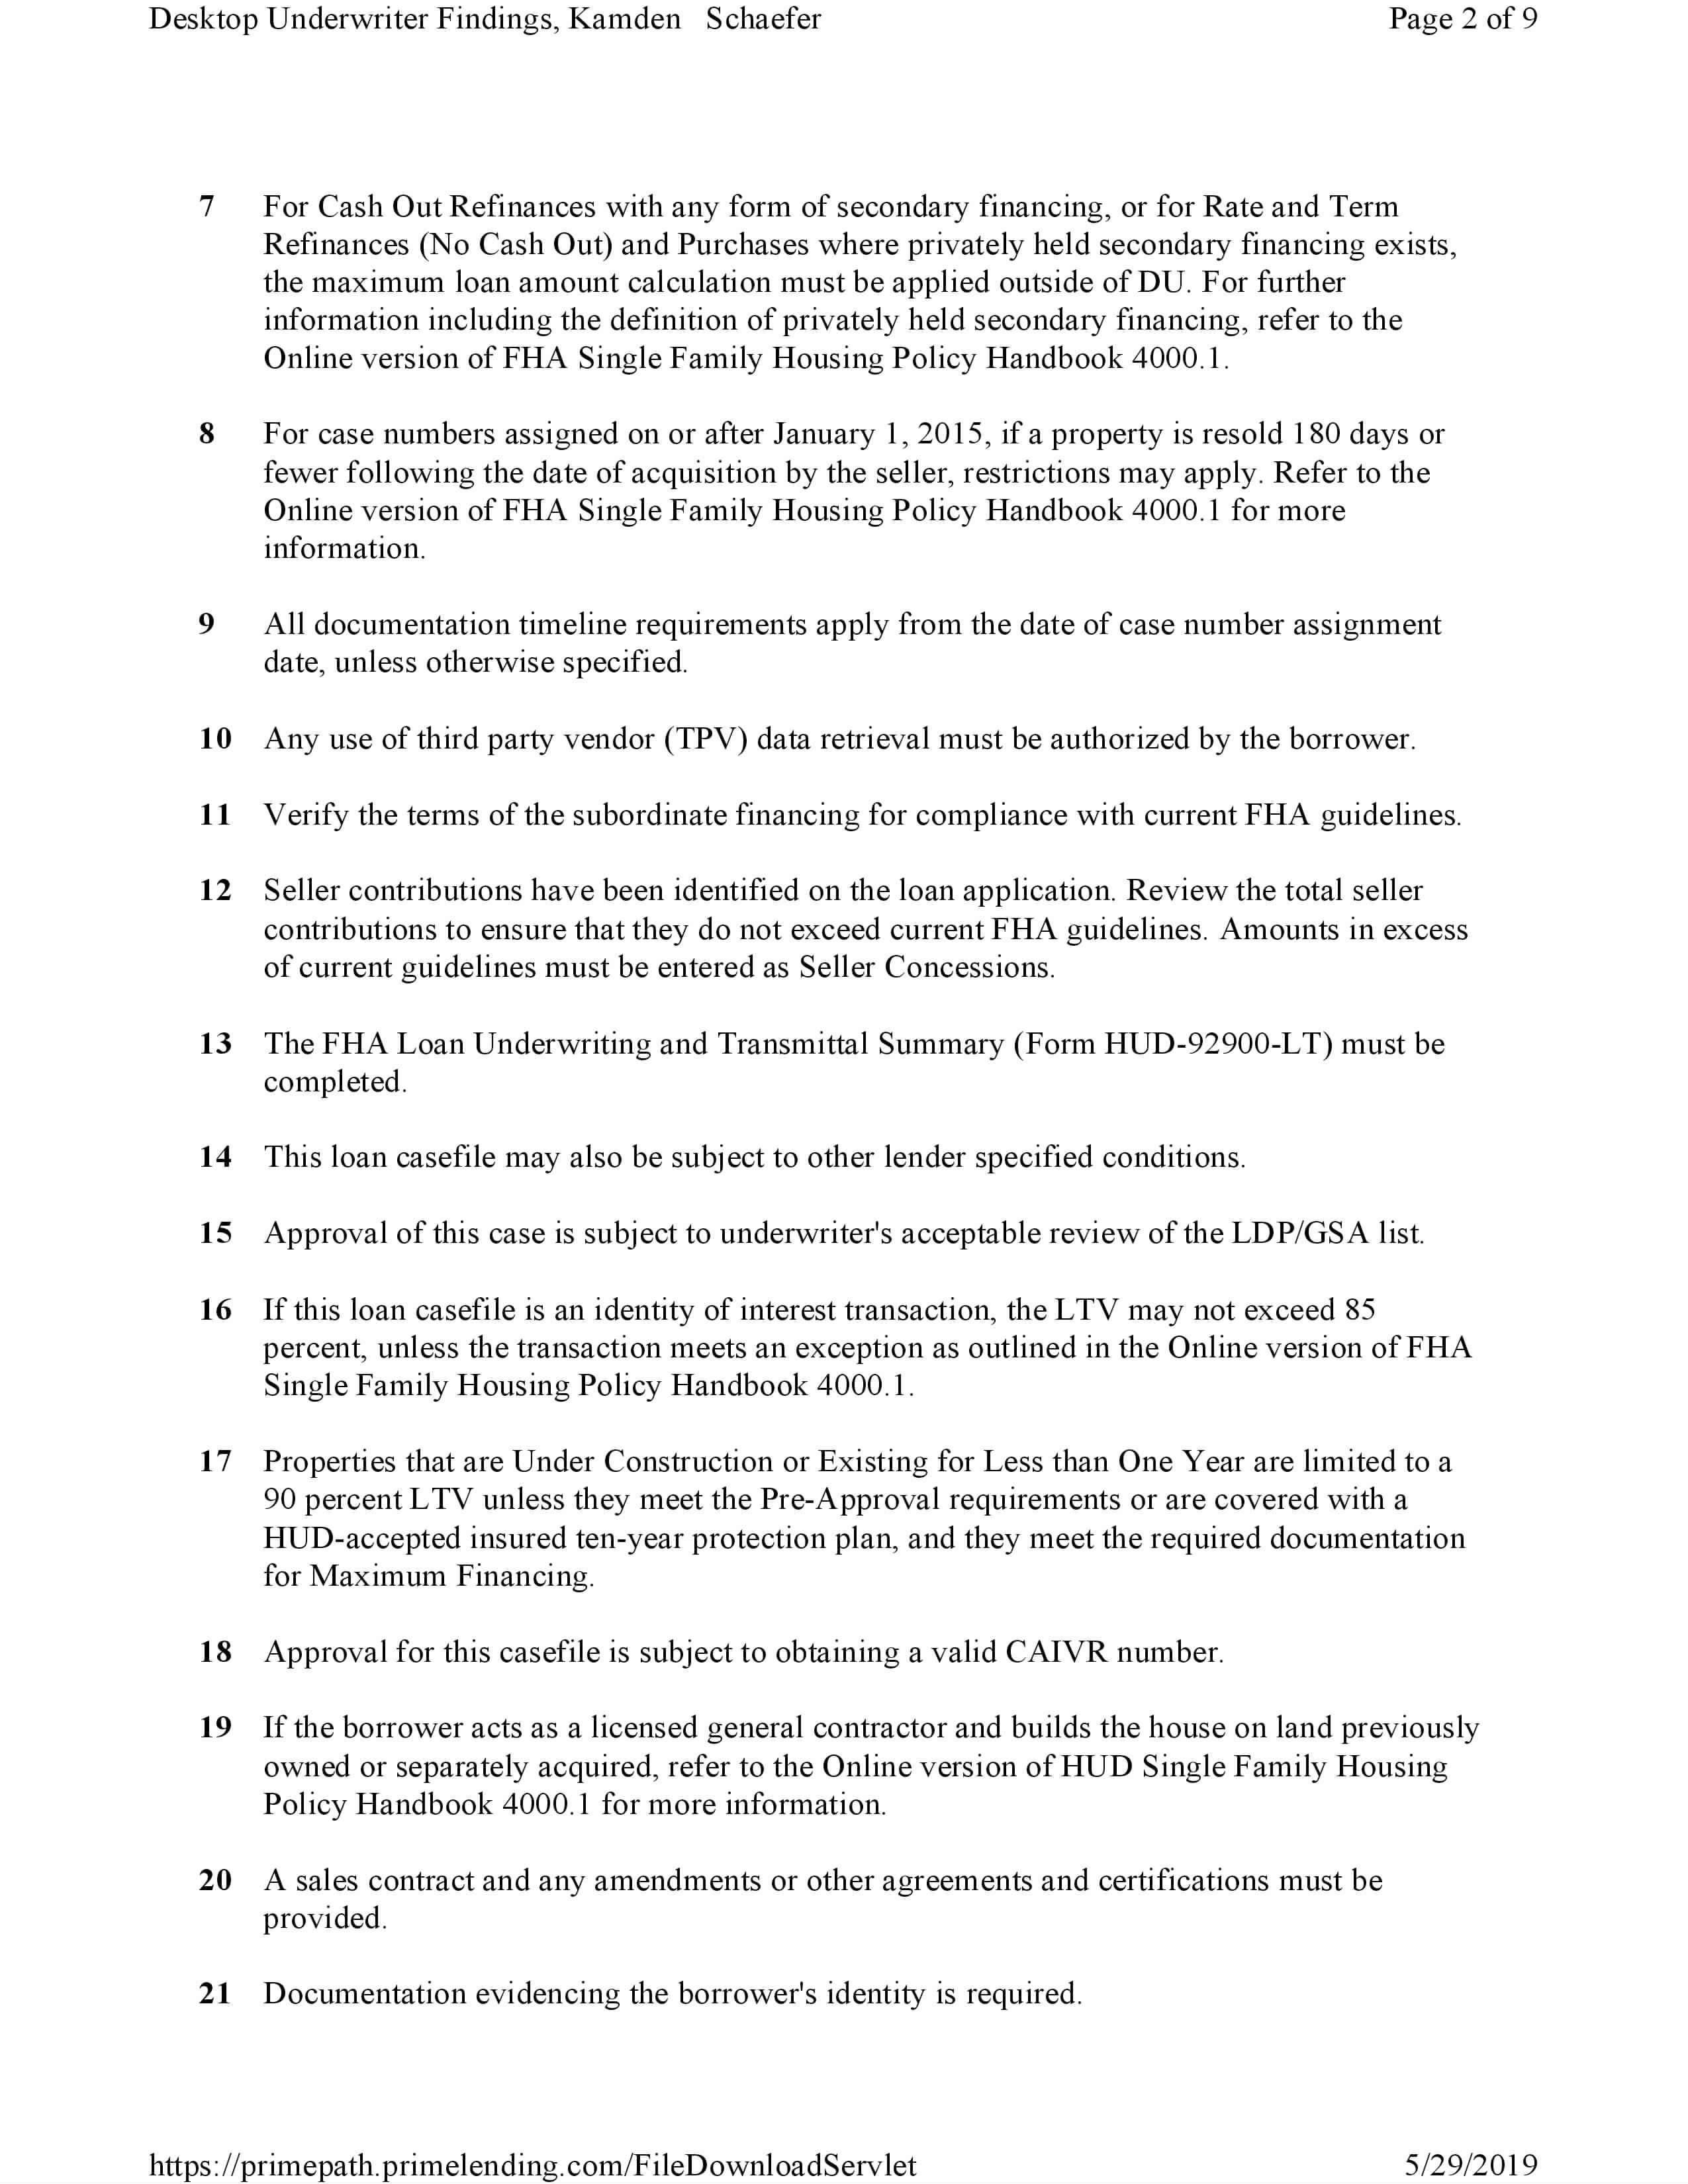 Desktop Underwriter Findings, Kamden Schaefer Page 2 of 9
7 For Cash Out Refinances with any form of secondary financing, or for Rate and Term
Refinances (No Cash Out) and Purchases where privately held secondary financing exists,
the maximum loan amount calculation must be applied outside of DU. For further
information including the definition of privately held secondary financing, refer to the
Online version of FHA Single Family Housing Policy Handbook 4000.1.
8 For case numbers assigned on or after January 1, 2015, if a property is resold 180 days or
fewer following the date of acquisition by the seller, restrictions may apply. Refer to the
Online version of FHA Single Family Housing Policy Handbook 4000.1 for more
information.
9 All documentation timeline requirements apply from the date of case number assignment
date, unless otherwise specified.
10 Any use of third party vendor (TPV) data retrieval must be authorized by the borrower.
11 Verify the terms of the subordinate financing for compliance with current FHA guidelines.
12 Seller contributions have been identified on the loan application. Review the total seller
contributions to ensure that they do not exceed current FHA guidelines. Amounts in excess
of current guidelines must be entered as Seller Concessions.
13 The FHA Loan Underwriting and Transmittal Summary (Form HUD-92900-LT) must be
completed.
14 This loan casefile may also be subject to other lender specified conditions.
15 Approval of this case is subject to underwriter's acceptable review of the LDP/GSA list.
16 If this loan casefile is an identity of interest transaction, the LTV may not exceed 85
percent, unless the transaction meets an exception as outlined in the Online version of FHA
Single Family Housing Policy Handbook 4000.1.
17 Properties that are Under Construction or Existing for Less than One Year are limited to a
90 percent LTV unless they meet the Pre-Approval requirements or are covered with a
HUD-accepted insured ten-year protection plan, and they meet the required documentation
for Maximum Financing.
18 Approval for this casefile is subject to obtaining a valid CAIVR number.
19 If the borrower acts as a licensed general contractor and builds the house on land previously
owned or separately acquired, refer to the Online version of HUD Single Family Housing
Policy Handbook 4000.1 for more information.
20 A sales contract and any amendments or other agreements and certifications must be
provided.
21 Documentation evidencing the borrower's identity is required.
https://primepath.primelending.com/FileDownloadServlet 5/29/2019